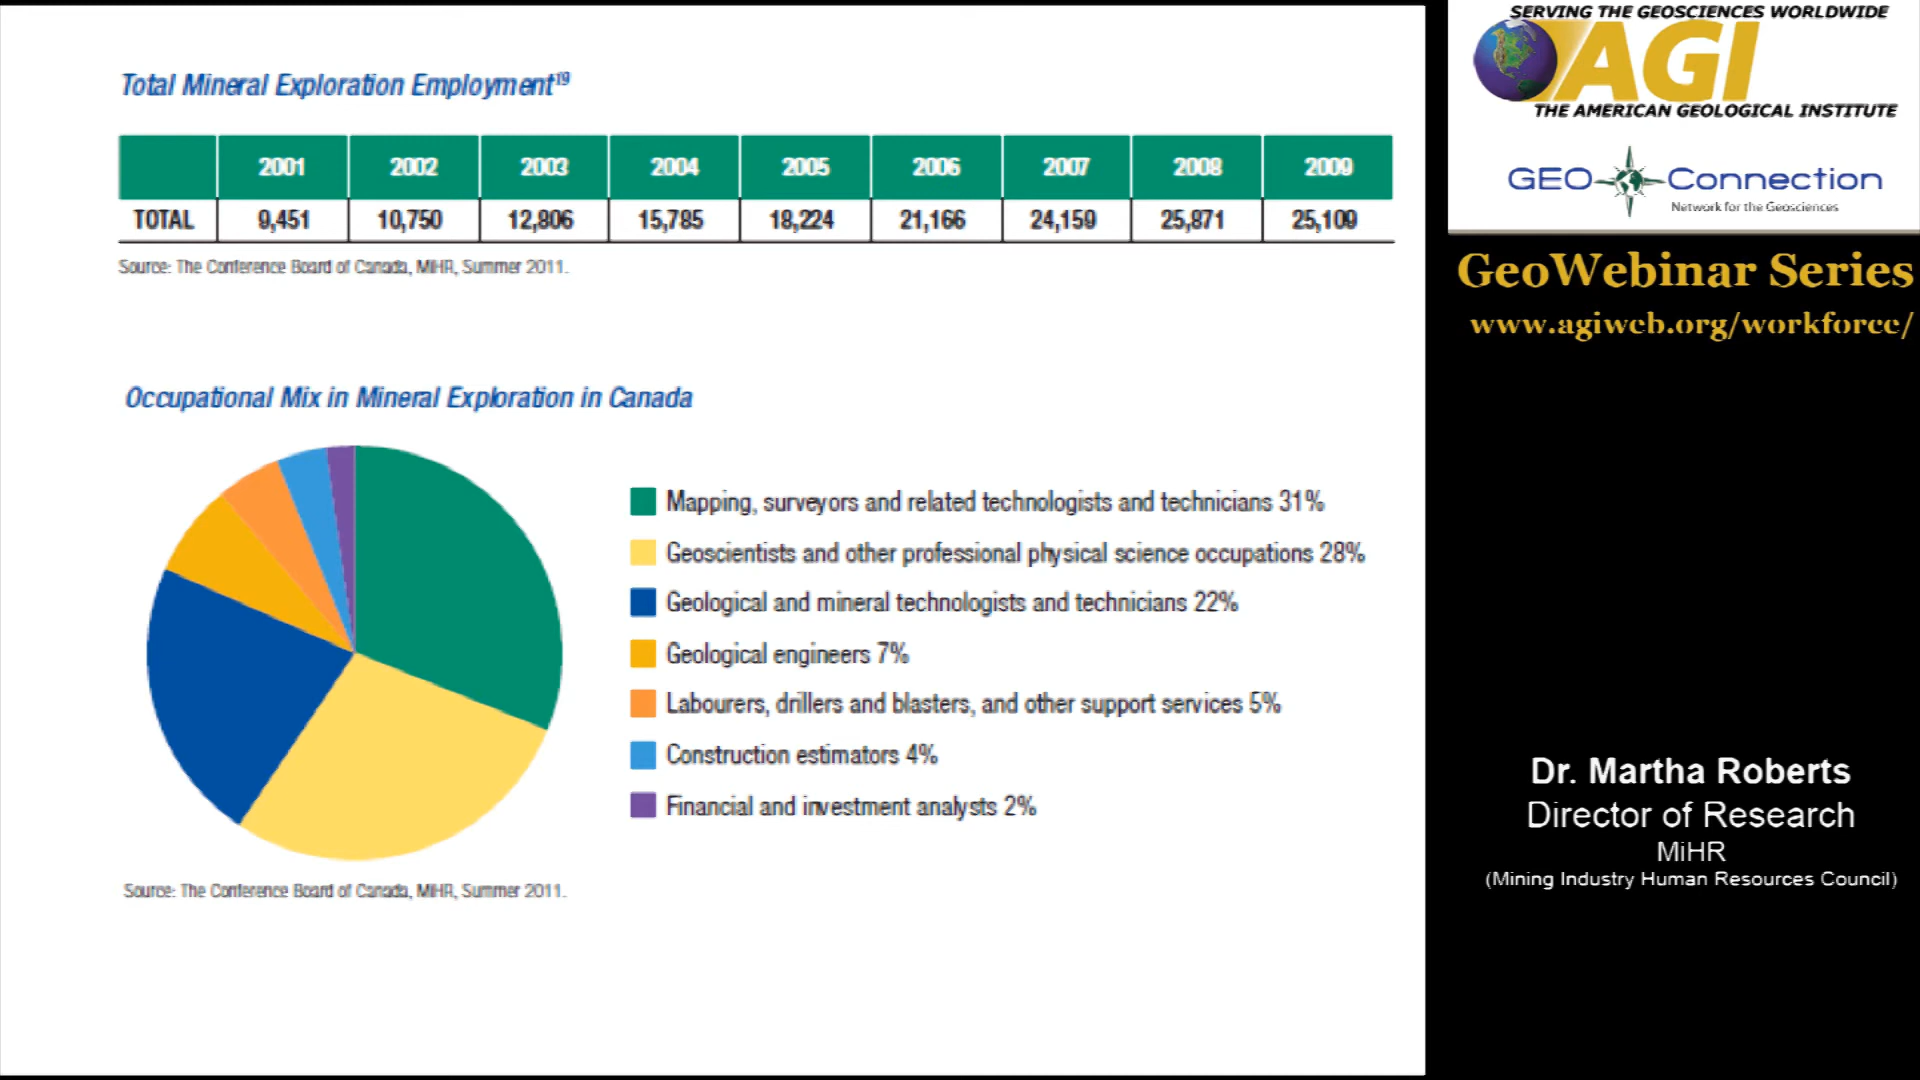 Total Mineral Exploration Employment19
2001 2002 2003 2004 2005 2006 2007 2008 2009
TOTAL 9,451 10,750 12,806 15,785 18,224 21,166 24,159 25,871 25,109
Source: The Conference Board of Canada, MiHR, Summer 2011.
Occupational Mix in Mineral Exploration in Canada
Mapping, surveyors and related technologists and technicians 31%
Geoscientists and other professional physical science occupations 28%
Geological and mineral technologists and technicians 22%
Geological engineers 7%
Labourers, drillers and blasters, and other support services 5%
Construction estimators 4%
Financial and investment analysts 2%
Source: The Conference Board of Canada, MiHR, Summer 2011.
SERVING THE GEOSCIENCES WORLDWIDE
AGI
THE AMERICAN GEOLOGICAL INSTITUTE
GEO Connection
Network for the Geosciences
GeoWebinar Series
www.agiweb.org/workforce/
Dr. Martha Roberts
Director of Research
MiHR
(Mining Industry Human Resources Council)